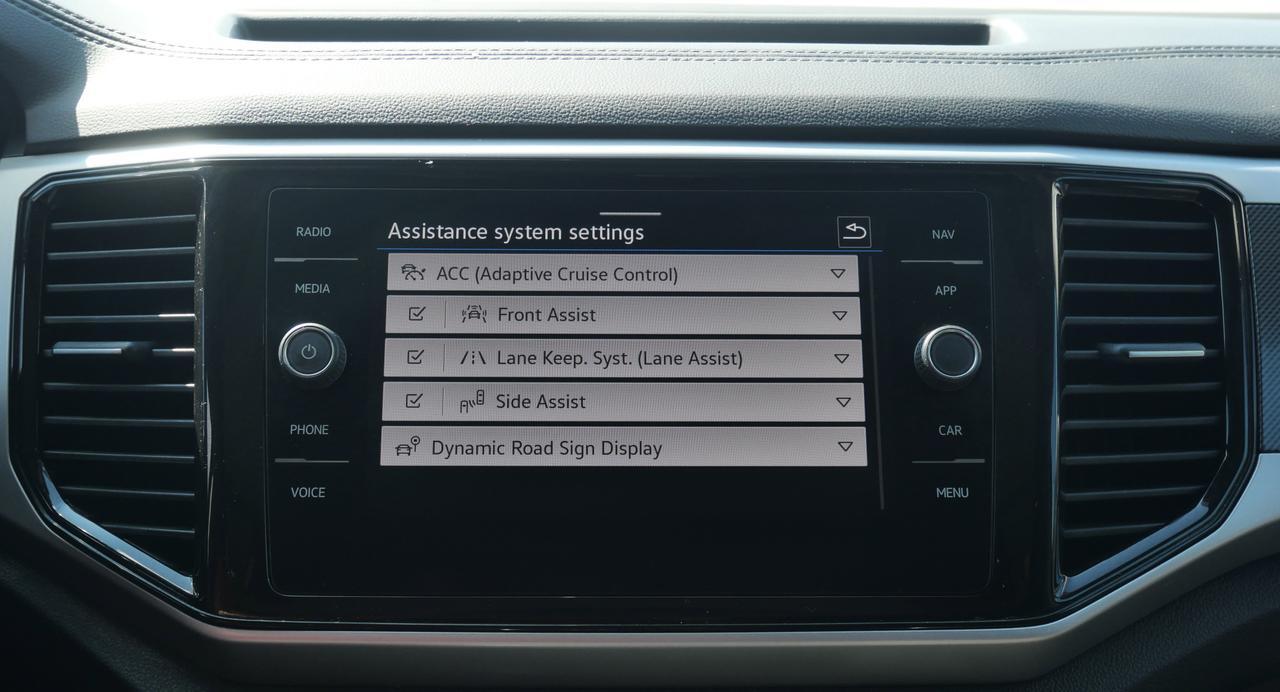 RADIO
MEDIA
PHONE
VOICE
Assistance system settings
ACC (Adaptive Cruise Control)
Front Assist
Lane Keep. Syst. (Lane Assist)
Side Assist
Dynamic Road Sign Display
NAV
APP
CAR
MENU